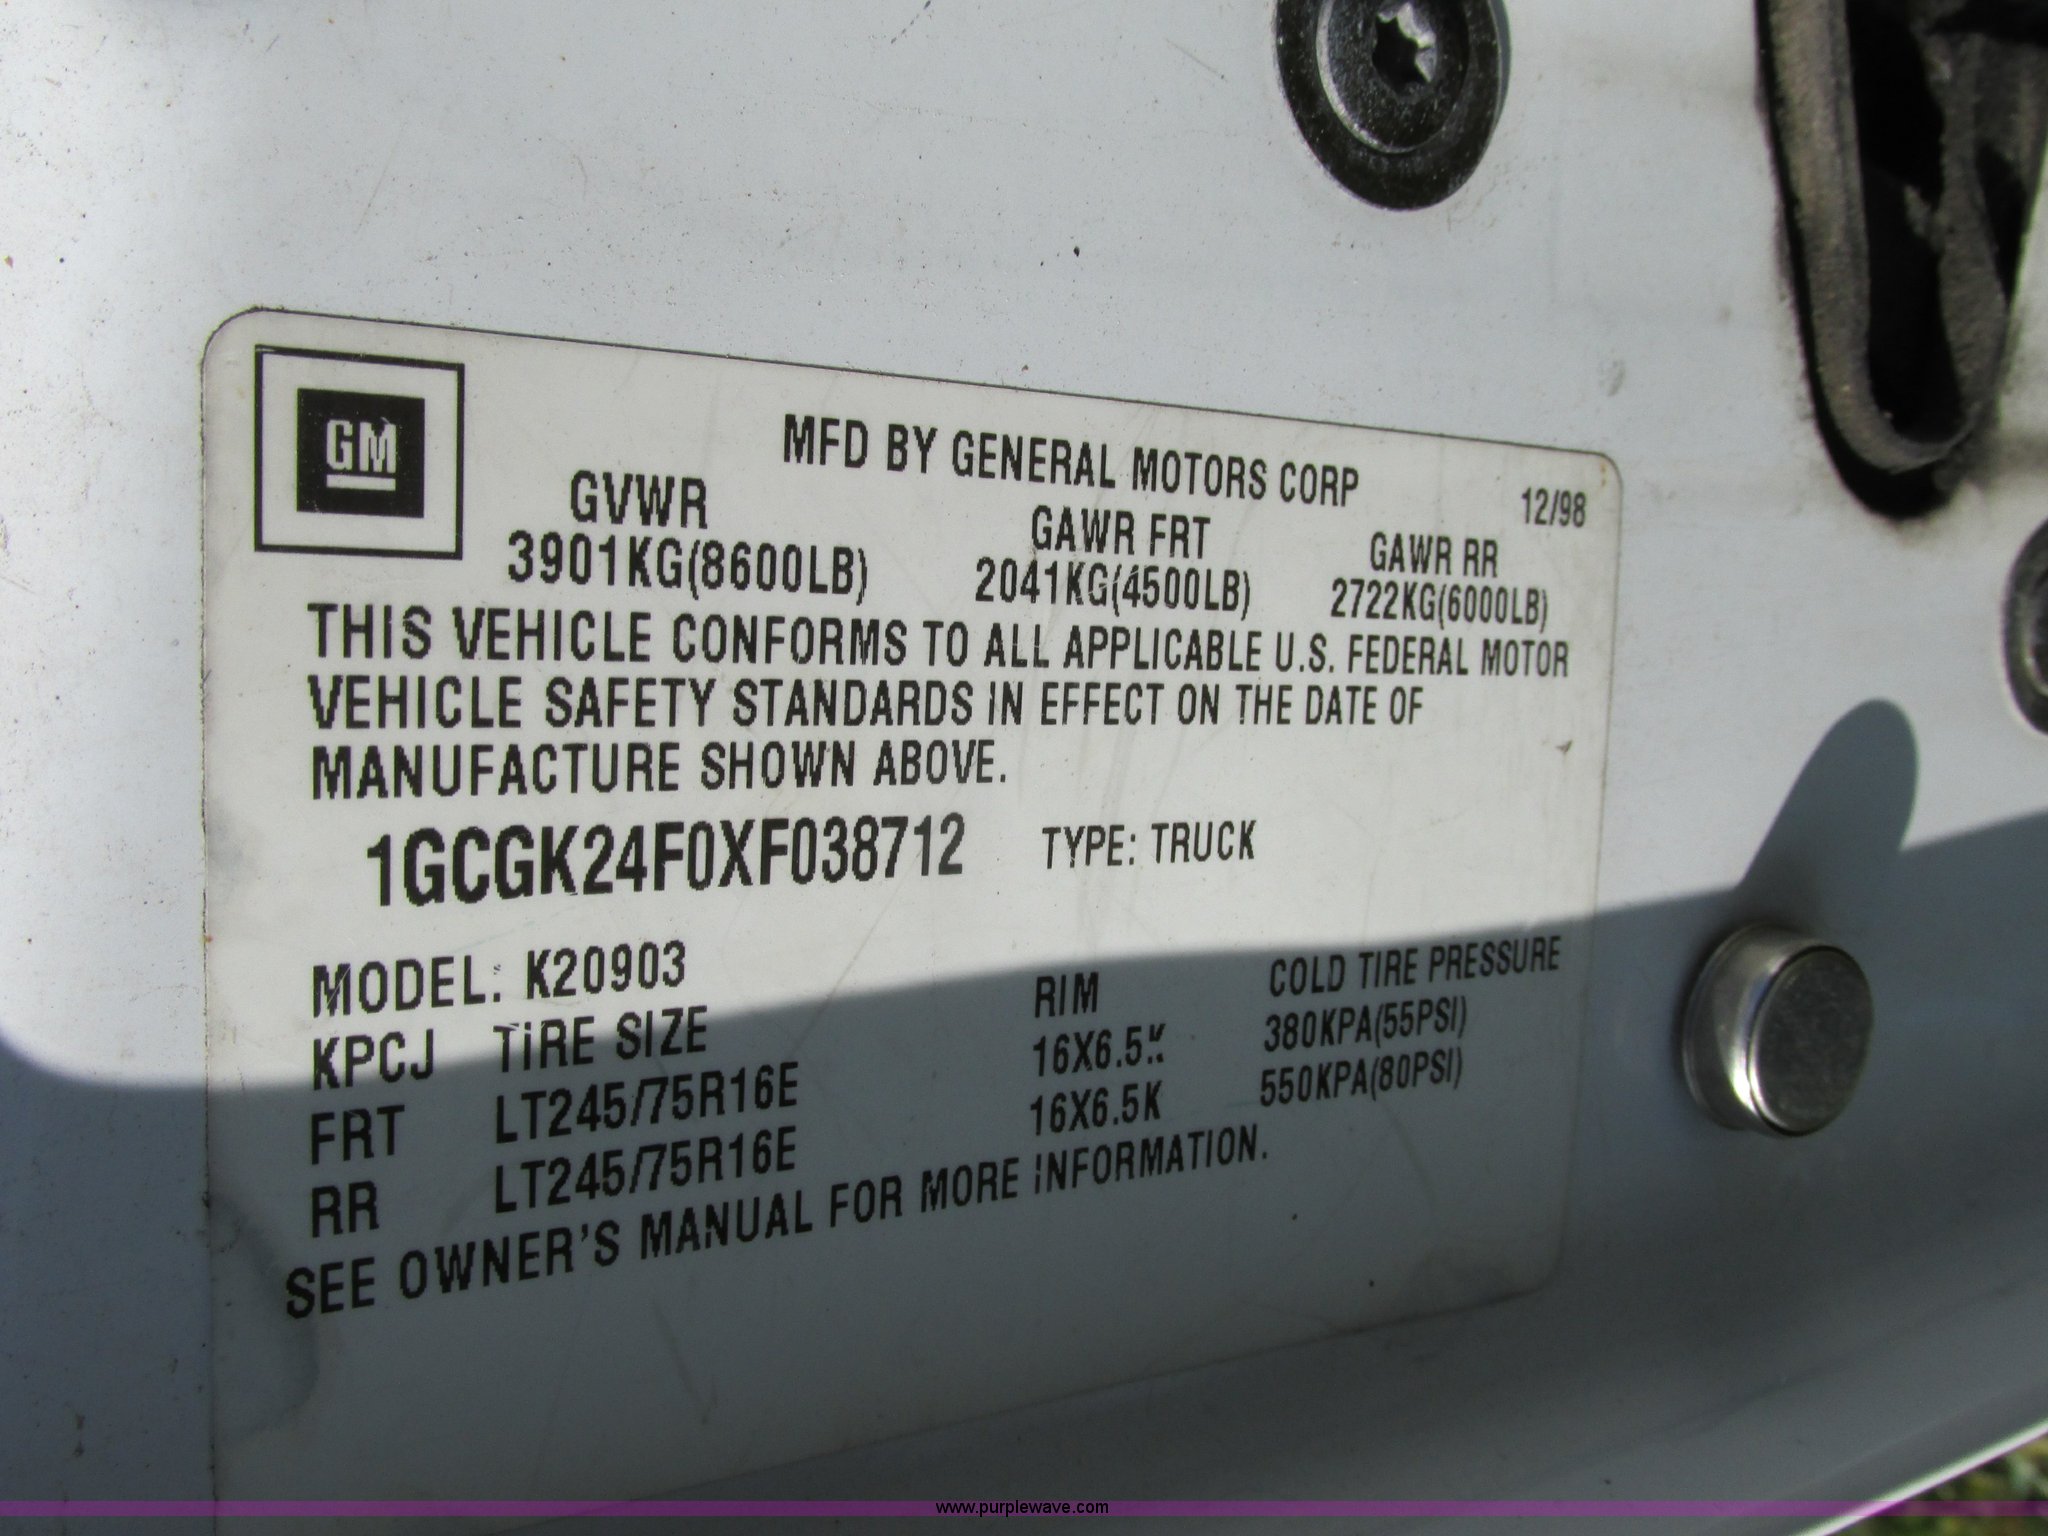 GM
MFD BY GENERAL MOTORS CORP
12/98
GVWR GAWR FRT GAWR RR
3901KG(8600LB) 2041KG(4500LB) 2722KG(6000LB)
THIS VEHICLE CONFORMS TO ALL APPLICABLE U.S. FEDERAL MOTOR
VEHICLE SAFETY STANDARDS IN EFFECT ON THE DATE OF
MANUFACTURE SHOWN ABOVE.
1GCGK24F0XF038712 TYPE: TRUCK
MODEL: K20903
KPCJ TIRE SIZE RIM COLD TIRE PRESSURE
FRT LT245/75R16E 16X6.5K 380KPA(55PSI)
RR LT245/75R16E 16X6.5K 550KPA(80PSI)
SEE OWNER'S MANUAL FOR MORE INFORMATION.
www.purplewave.com